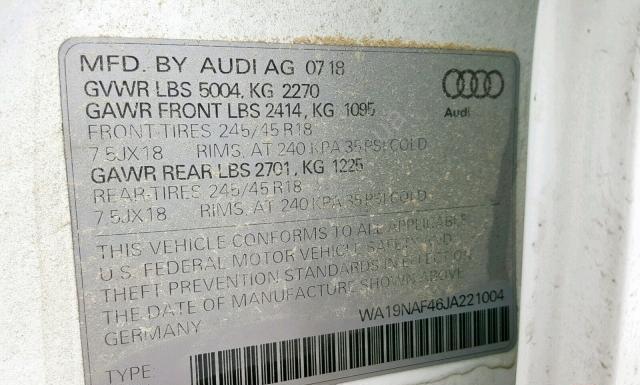 MFD. BY AUDI AG 07 18
GVWR LBS 5004, KG 2270
GAWR FRONT LBS 2414, KG 1095
FRONT-TIRES 245/45 R18
7.5JX18 RIMS, AT 240 KPA 35 PSI COLD
GAWR REAR LBS 2701, KG 1225
REAR-TIRES 245/45 R18
7.5JX18 RIMS, AT 240 KPA 35 PSI COLD
Audi
THIS VEHICLE CONFORMS TO ALL APPLICABLE
U.S. FEDERAL MOTOR VEHICLE SAFETY AND
THEFT PREVENTION STANDARDS IN EFFECT ON
THE DATE OF MANUFACTURE SHOWN ABOVE.
GERMANY
WA19NAF46JA221004
TYPE: